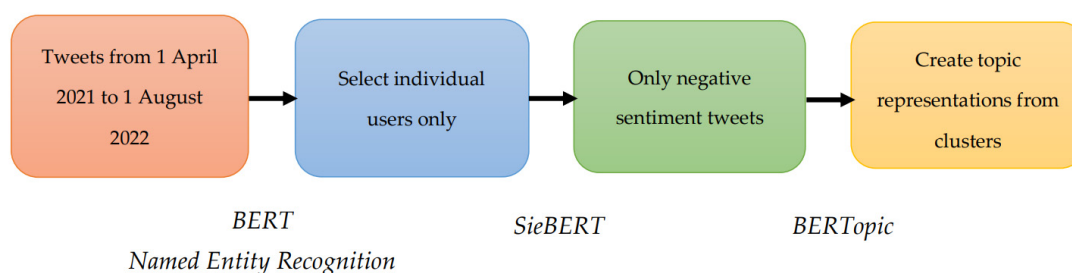 Tweets from 1 April
2021 to 1 August
2022
Select individual
users only
Only negative
sentiment tweets
Create topic
representations from
clusters
BERT
Named Entity Recognition
SieBERT
BERTopic